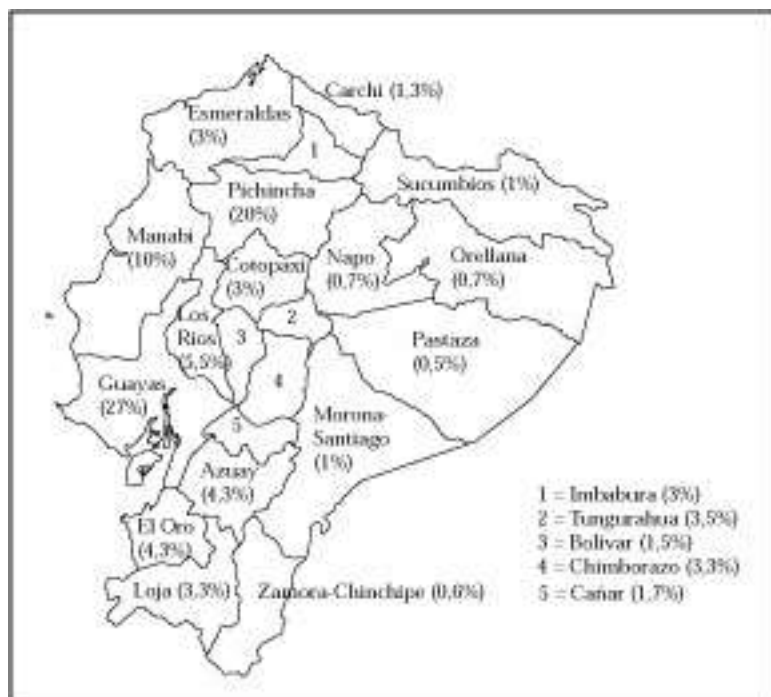 Carchi (1,3%)
Esmeraldas
(3%)
1
Sucumbios (1%)
Pichincha
(20%)
Manabi
(10%)
Napo
(0.7%)
Orellana
(0.7%)
Cotopaxi
(3%)
Los
Rios
(5,5%)
2
3
Pastaza
(0,5%)
4
Guayas
(27%)
Morona-
Santiago
(1%)
5
Azuay
(4,3%)
El Oro
(4,3%)
Loja (3,3%)
Zamora-Chinchipe (0,6%)
1 = Imbabura (3%)
2 = Tungurahua (3,5%)
3 = Bolivar (1,5%)
4 = Chimborazo (3,3%)
5 = Cañar (1,7%)